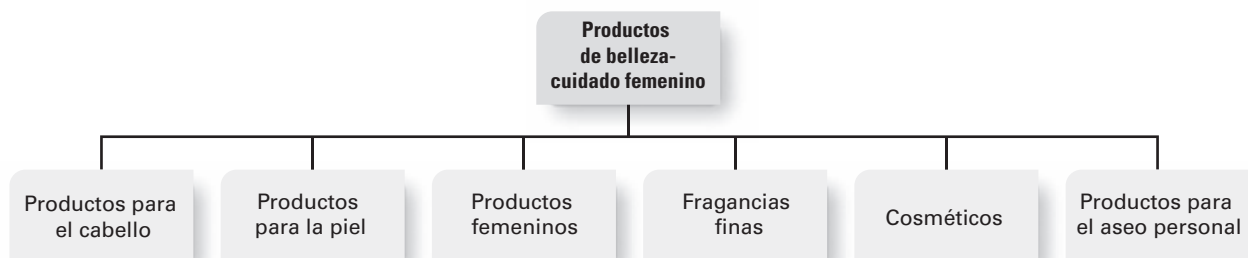 Productos
de belleza-
cuidado femenino
Productos para
el cabello
Productos
para la piel
Productos
femeninos
Fragancias
finas
Cosméticos
Productos para
el aseo personal